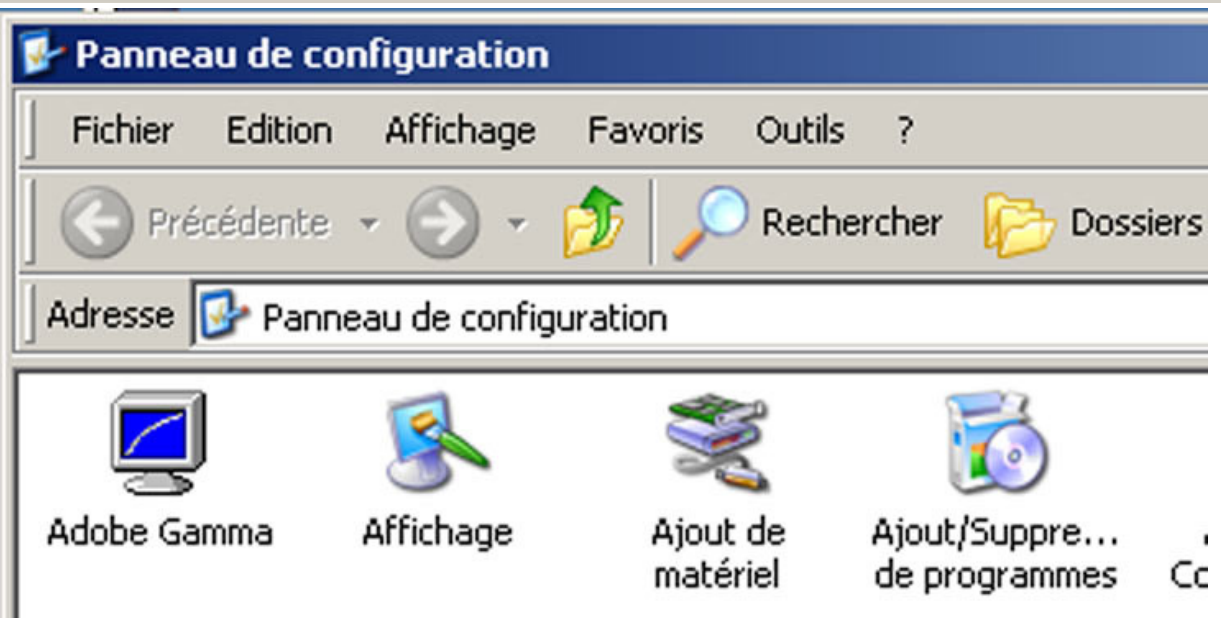 Panneau de configuration
Fichier Edition Affichage Favoris Outils ?
Précédente Rechercher Dossiers
Adresse Panneau de configuration
Adobe Gamma Affichage Ajout de matériel Ajout/Suppre... de programmes